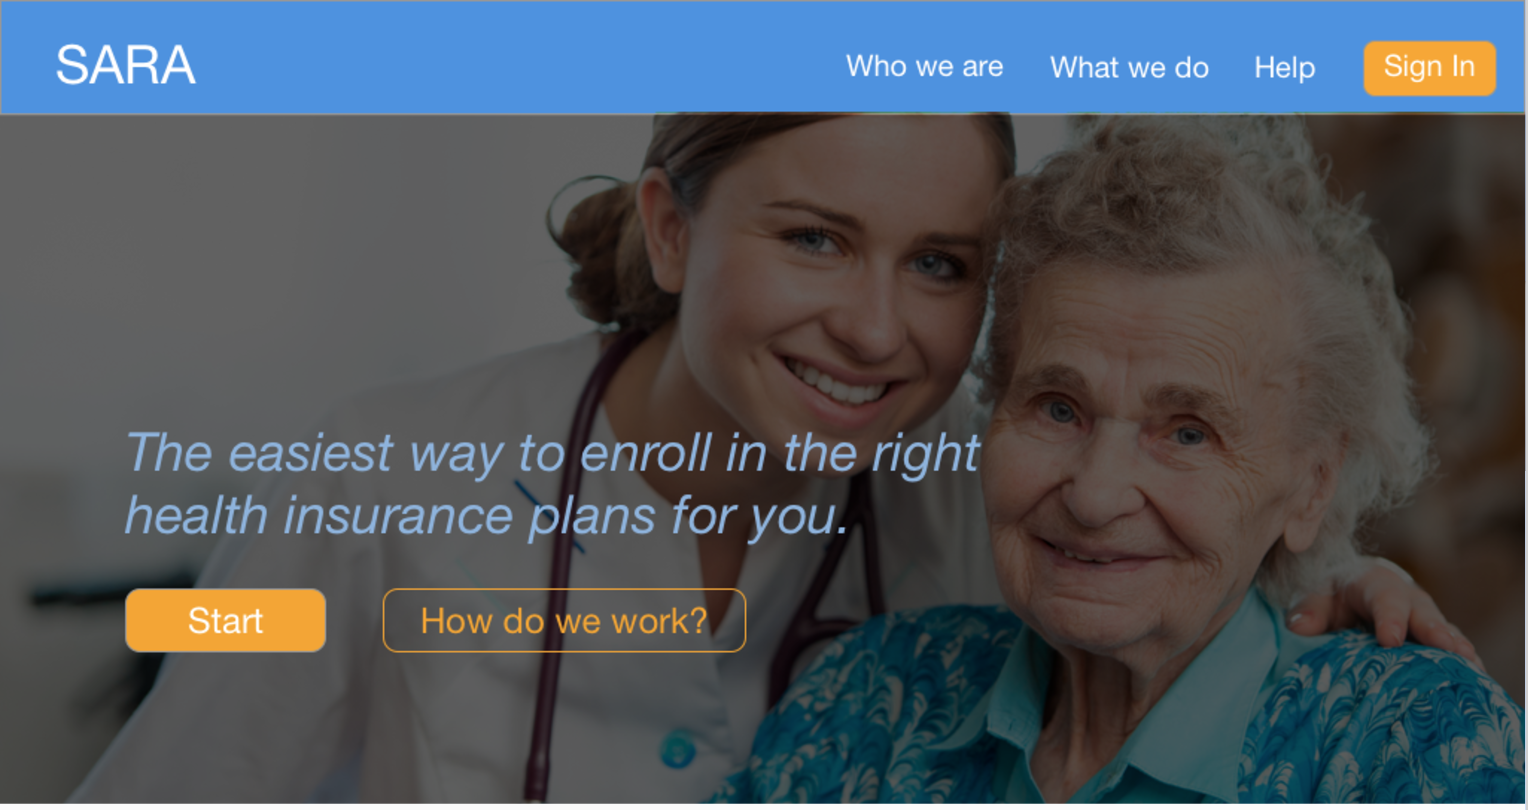 SARA
Who we are
What we do
Help
Sign In
The easiest way to enroll in the right
health insurance plans for you.
Start
How do we work?